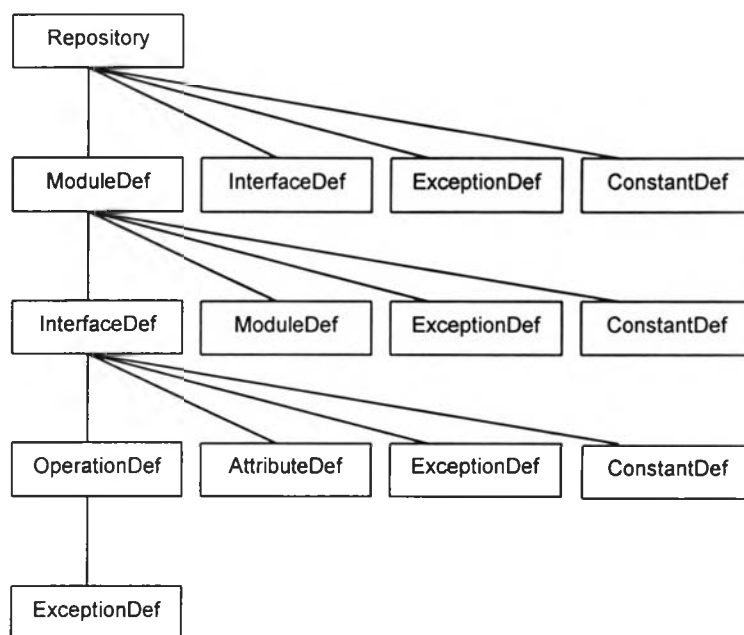 Repository
ModuleDef
InterfaceDef
ExceptionDef
ConstantDef
InterfaceDef
ModuleDef
ExceptionDef
ConstantDef
OperationDef
AttributeDef
ExceptionDef
ConstantDef
ExceptionDef